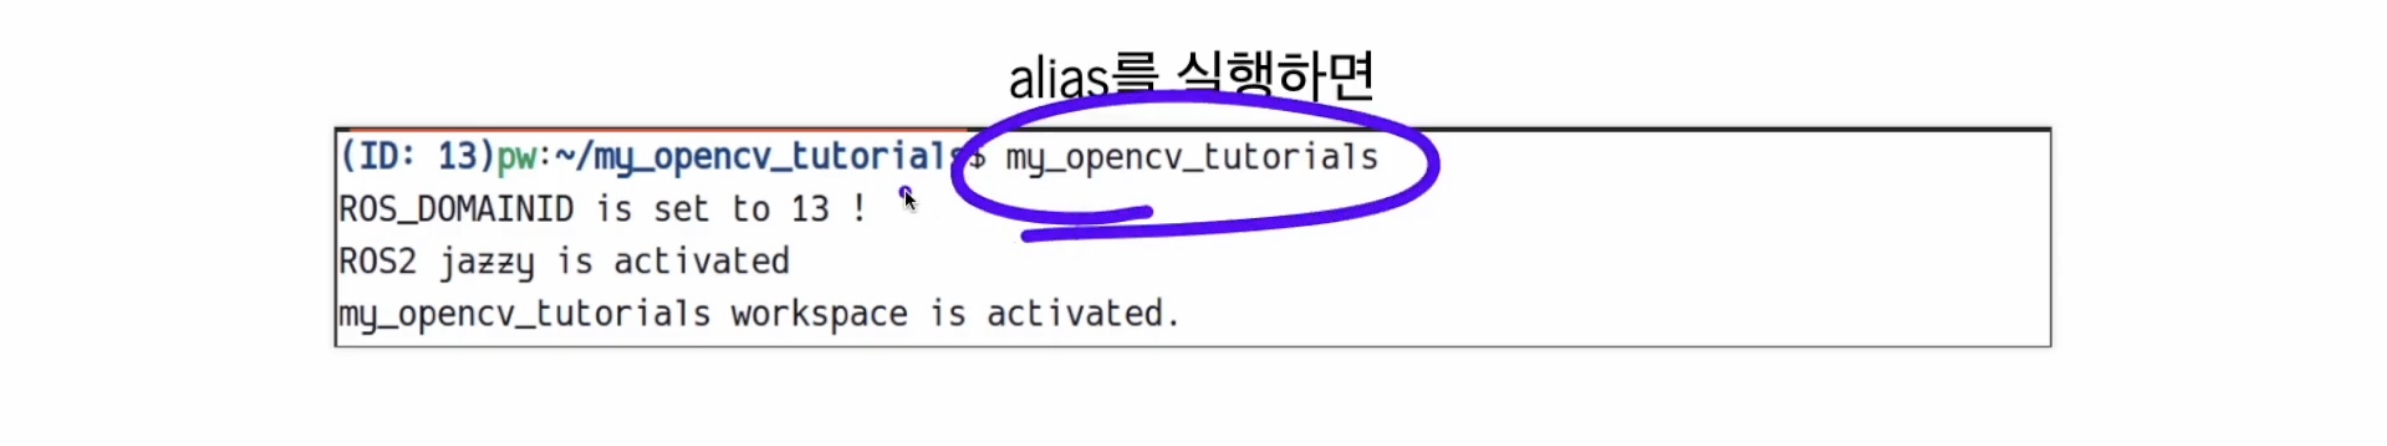 alias를 실행하면
(ID: 13)pw:~/my_opencv_tutorials$ my_opencv_tutorials
ROS_DOMAINID is set to 13 !
ROS2 jazzy is activated
my_opencv_tutorials workspace is activated.